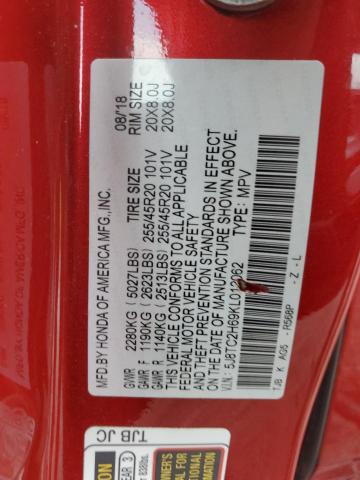 MFD.BY HONDA OF AMERICA MFG.,INC. 08/18
TIRE SIZE RIM SIZE
GVWR 2280KG (5027LBS)
GAWR F 1190KG (2623LBS) 255/45R20 101V 20X8.0J
GAWR R 1140KG (2513LBS) 255/45R20 101V 20X8.0J
THIS VEHICLE CONFORMS TO ALL APPLICABLE
FEDERAL MOTOR VEHICLE SAFETY
AND THEFT PREVENTION STANDARDS IN EFFECT
ON THE DATE OF MANUFACTURE SHOWN ABOVE.
V.I.N.: 5J8TC2H69KL012062 TYPE: MPV
TJB K AG5 -R568P - Z - L
TJB JC